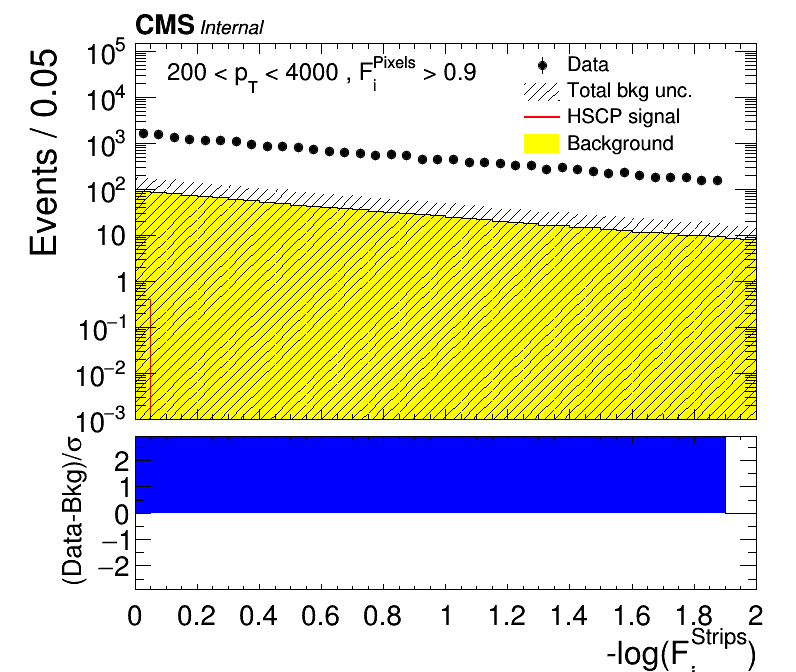 CMS Internal
200 < pT < 4000 , Fi^Pixels > 0.9
Data
Total bkg unc.
HSCP signal
Background
Events / 0.05
10^5
10^4
10^3
10^2
10
1
10^−1
10^−2
10^−3
(Data-Bkg)/σ
2
1
0
−1
−2
0 0.2 0.4 0.6 0.8 1 1.2 1.4 1.6 1.8 2
-log(Fi^Strips)